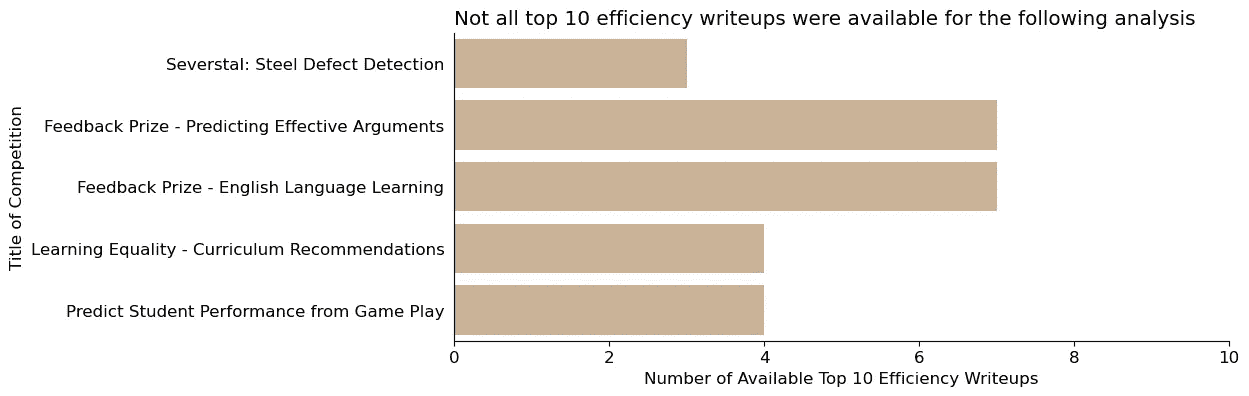 Not all top 10 efficiency writeups were available for the following analysis
Title of Competition
Severstal: Steel Defect Detection
Feedback Prize - Predicting Effective Arguments
Feedback Prize - English Language Learning
Learning Equality - Curriculum Recommendations
Predict Student Performance from Game Play
0 2 4 6 8 10
Number of Available Top 10 Efficiency Writeups